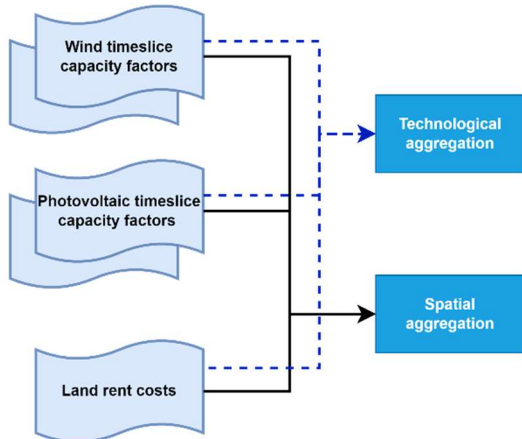 Wind timeslice
capacity factors
Technological
aggregation
Photovoltaic timeslice
capacity factors
Spatial
aggregation
Land rent costs